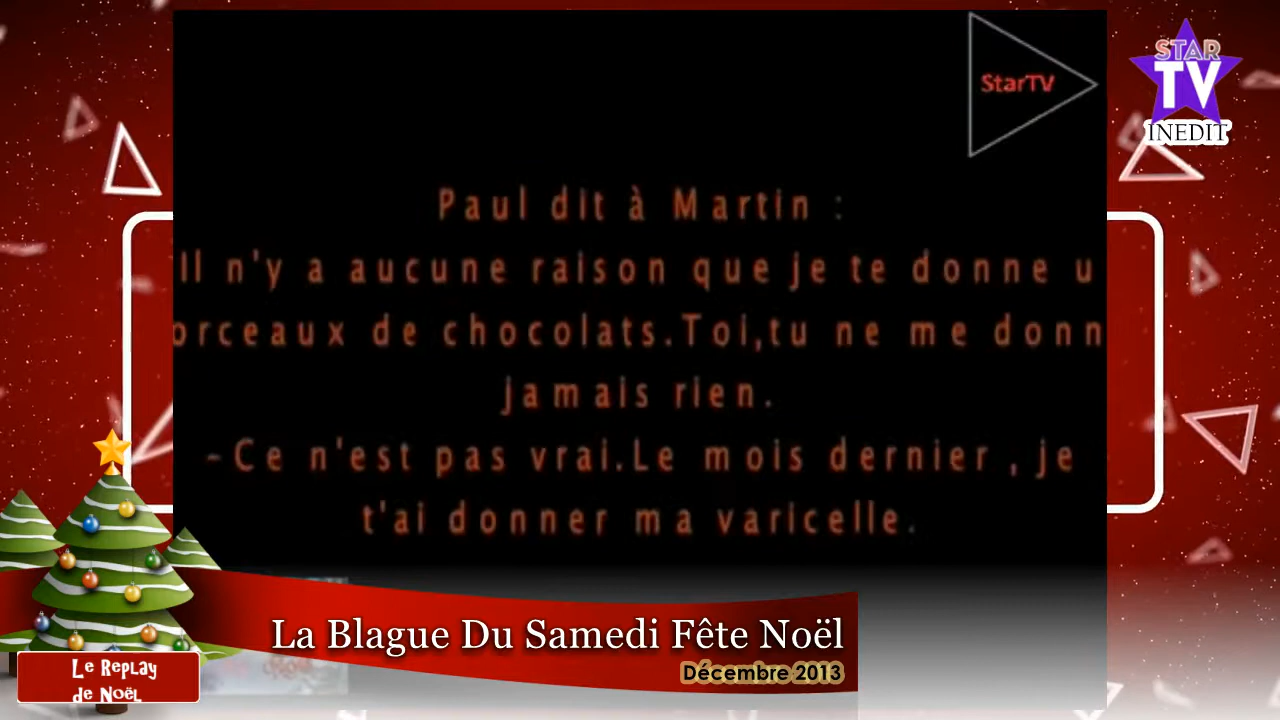 StarTV
STAR
TV
INEDIT
Paul dit à Martin :
Il n'y a aucune raison que je te donne u
orceaux de chocolats.Toi,tu ne me donn
jamais rien.
-Ce n'est pas vrai.Le mois dernier , je
t'ai donner ma varicelle.
La Blague Du Samedi Fête Noël
Décembre 2013
Le Replay
de Noël